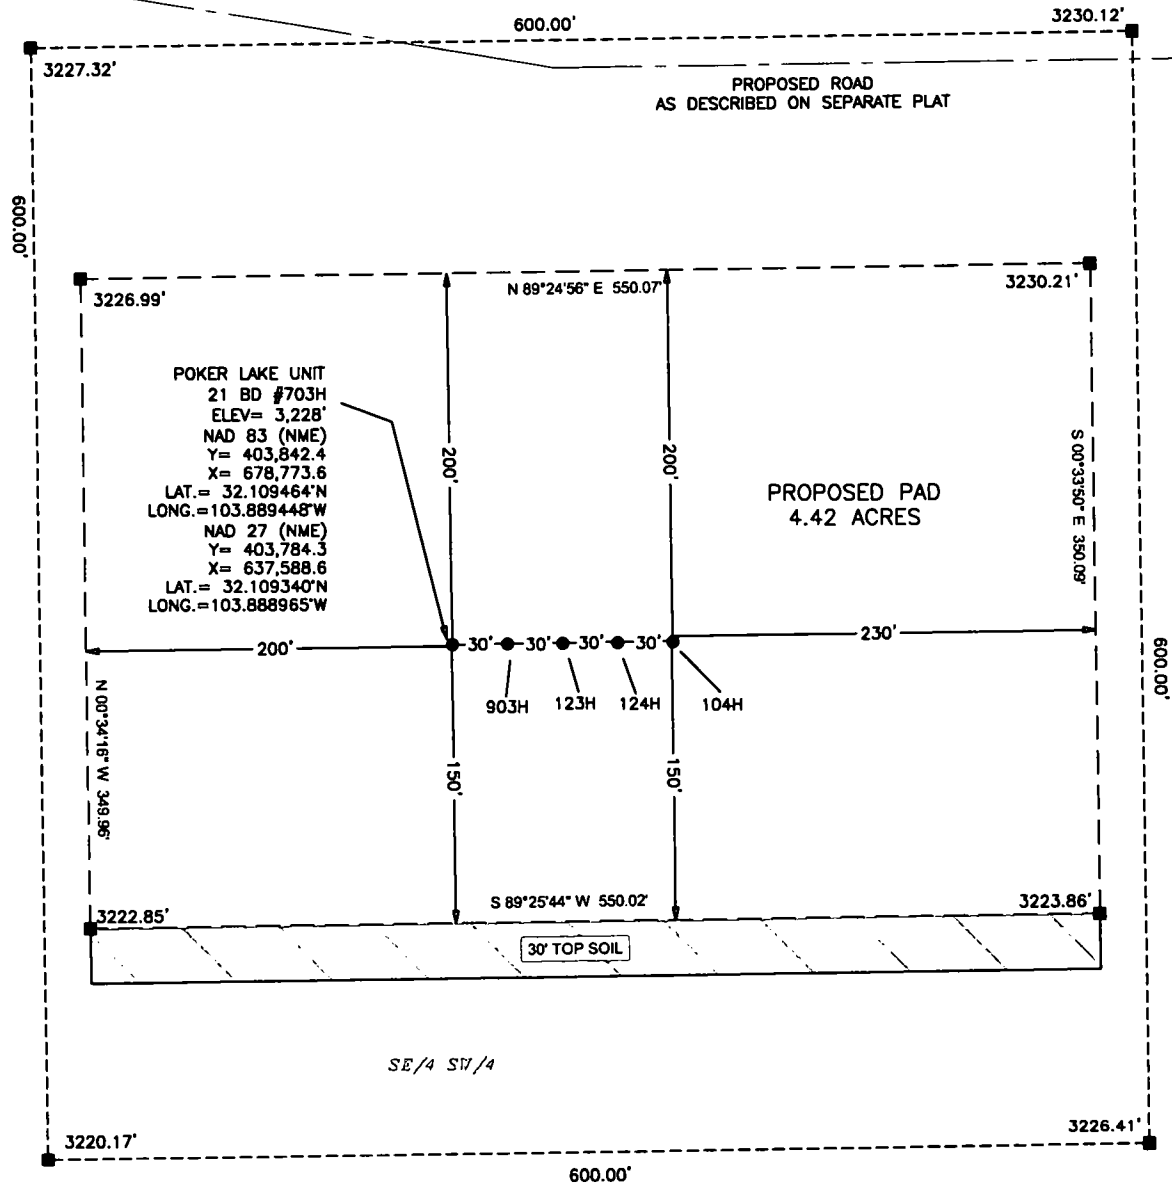 600.00'
3230.12'
3227.32'
PROPOSED ROAD
AS DESCRIBED ON SEPARATE PLAT
600.00'
3226.99'
N 89°24'56" E 550.07'
3230.21'
POKER LAKE UNIT
21 BD #703H
ELEV= 3,228'
NAD 83 (NME)
Y= 403,842.4
X= 678,773.6
LAT.= 32.109464°N
LONG.=103.889448°W
NAD 27 (NME)
Y= 403,784.3
X= 637,588.6
LAT.= 32.109340°N
LONG.=103.888965°W
200'
200'
PROPOSED PAD
4.42 ACRES
S 00°33'50" E 350.09'
200'
30'
30'
30'
30'
230'
903H
123H
124H
104H
600.00'
N 00°34'16" W 349.96'
150'
150'
3222.85'
S 89°25'44" W 550.02'
3223.86'
30' TOP SOIL
SE/4 SW/4
3220.17'
3226.41'
600.00'